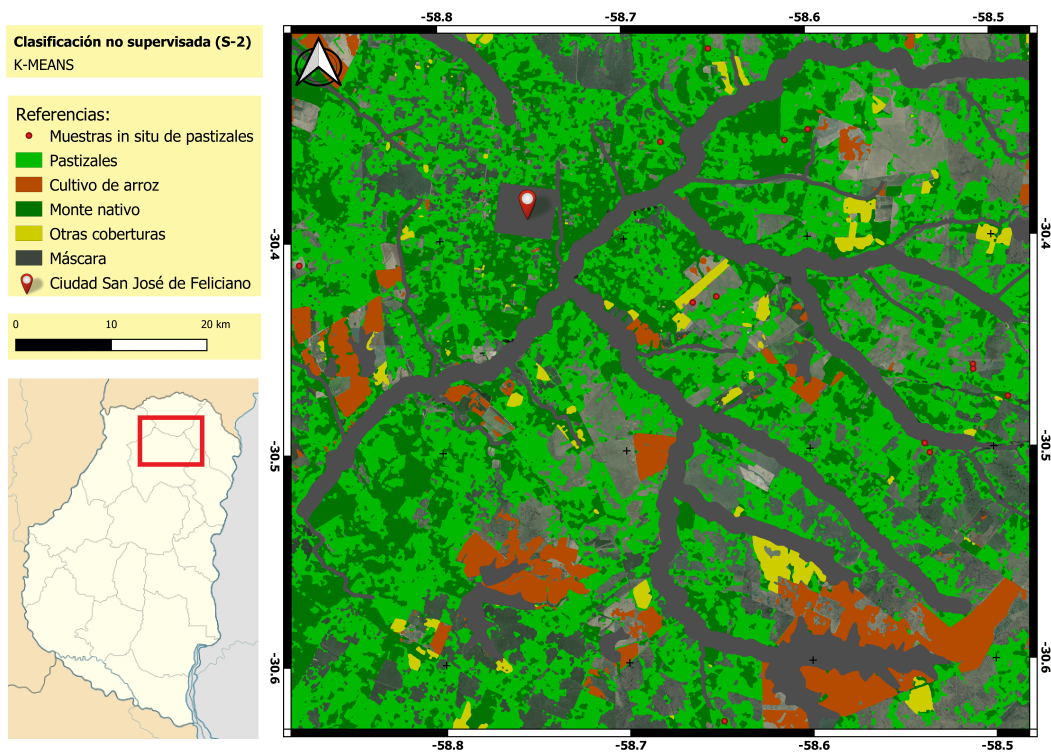 Clasificación no supervisada (S-2)
K-MEANS
Referencias:
Muestras in situ de pastizales
Pastizales
Cultivo de arroz
Monte nativo
Otras coberturas
Máscara
Ciudad San José de Feliciano
0 10 20 km
-58.8 -58.7 -58.6 -58.5
-30.4 -30.4
-30.5 -30.5
-30.6 -30.6
-58.8 -58.7 -58.6 -58.5